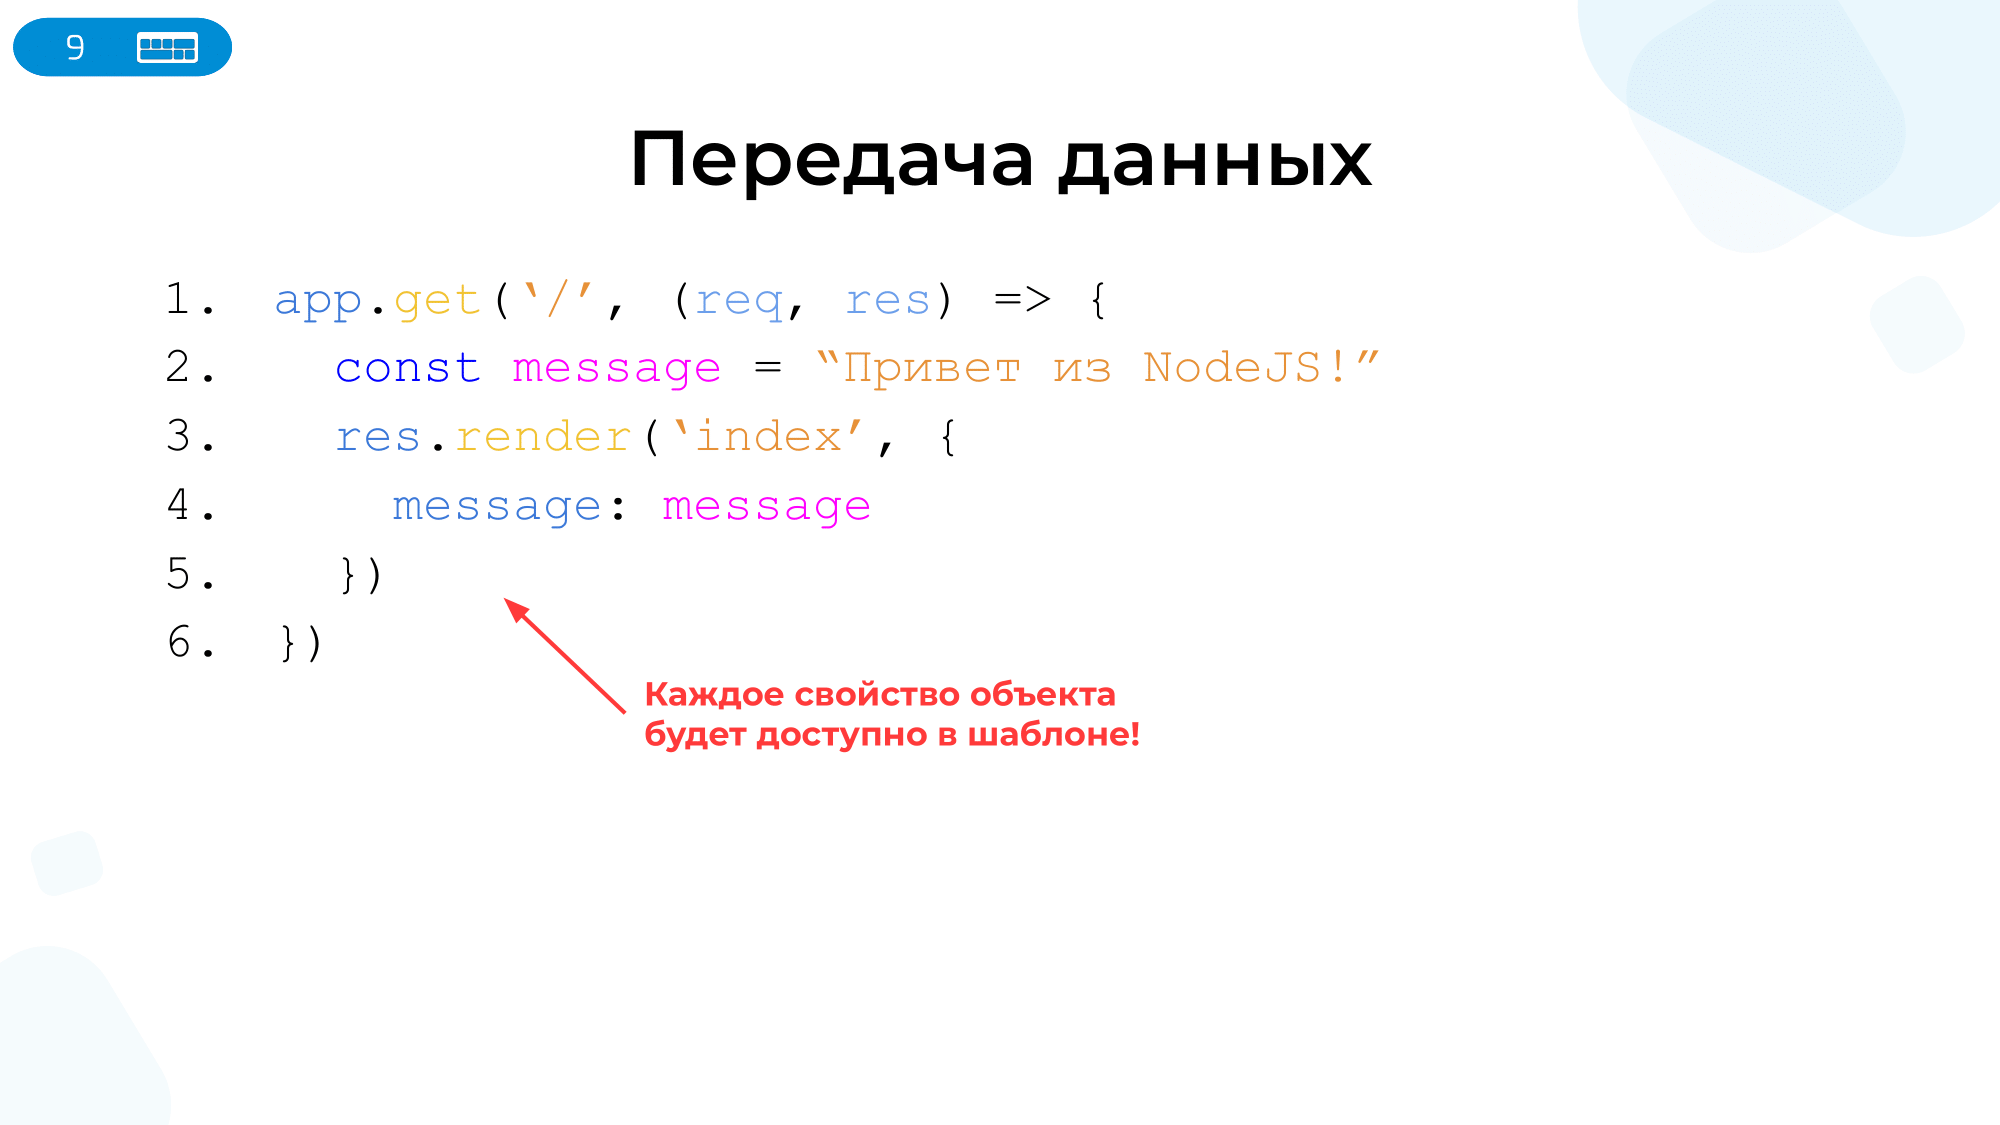 9
Передача данных
1. app.get(‘/’, (req, res) => {
2. const message = “Привет из NodeJS!”
3. res.render(‘index’, {
4. message: message
5. })
6. })
Каждое свойство объекта
будет доступно в шаблоне!